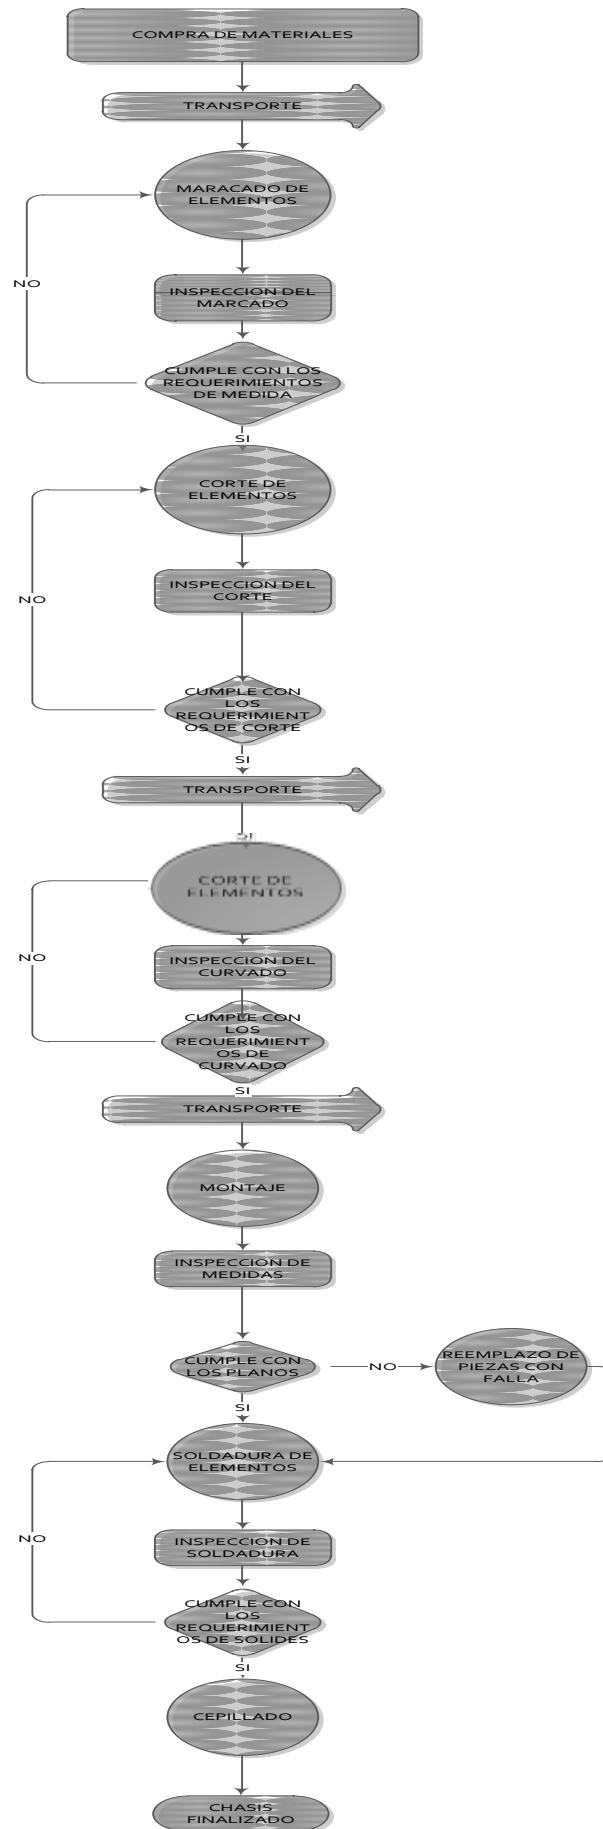 COMPRA DE MATERIALES
TRANSPORTE
MARACADO DE
ELEMENTOS
NO
INSPECCION DEL
MARCADO
CUMPLE CON LOS
REQUERIMIENTOS
DE MEDIDA
SI
CORTE DE
ELEMENTOS
NO
INSPECCION DEL
CORTE
CUMPLE CON
LOS
REQUERIMIENT
OS DE CORTE
SI
TRANSPORTE
CORTE DE
ELEMENTOS
NO
INSPECCION DEL
CURVADO
CUMPLE CON
LOS
REQUERIMIENT
OS DE
CURVADO
SI
TRANSPORTE
MONTAJE
INSPECCION DE
MEDIDAS
CUMPLE CON
LOS PLANOS
NO
REEMPLAZO DE
PIEZAS CON
FALLA
SI
SOLDADURA DE
ELEMENTOS
NO
INSPECCION DE
SOLDADURA
CUMPLE CON
LOS
REQUERIMIENT
OS DE SOLIDES
SI
CEPILLADO
CHASIS
FINALIZADO